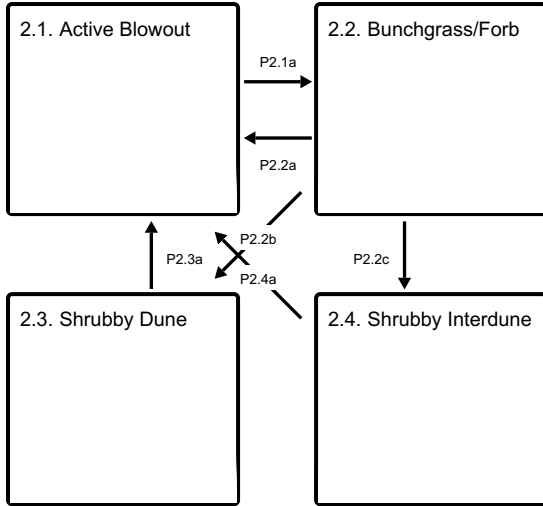 2.1. Active Blowout
2.2. Bunchgrass/Forb
P2.1a
P2.2a
P2.2b
P2.3a
P2.2c
P2.4a
2.3. Shrubby Dune
2.4. Shrubby Interdune